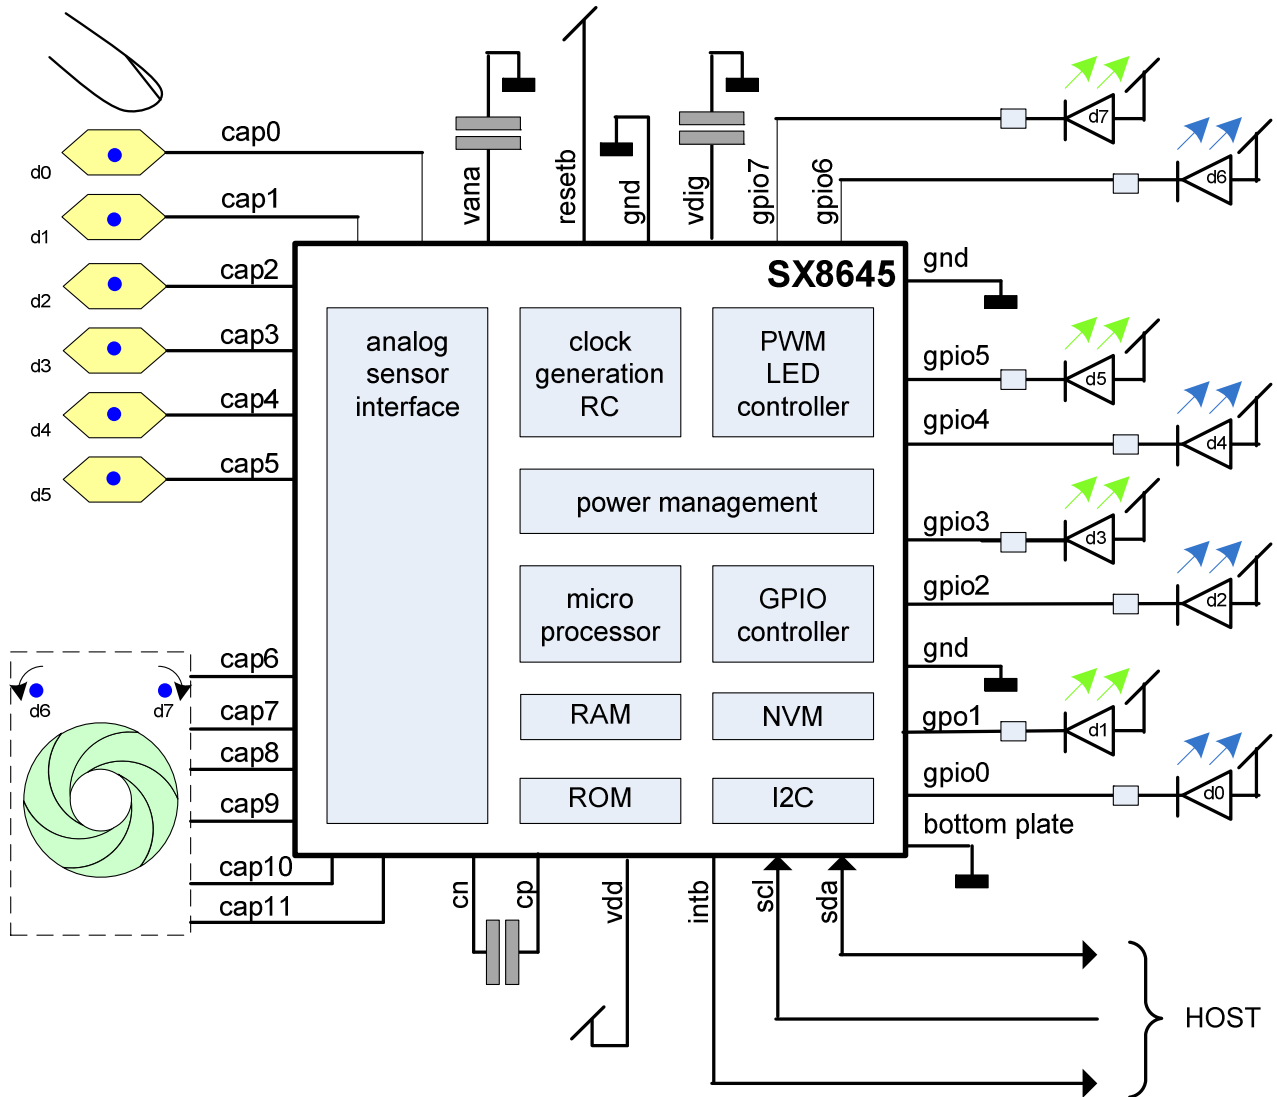 cap0
d0
cap1
d1
cap2
d2
cap3
d3
cap4
d4
cap5
d5
cap6
d6
d7
cap7
cap8
cap9
cap10
cap11
vana
resetb
gnd
vdig
gpio7
gpio6
SX8645
analog
sensor
interface
clock
generation
RC
PWM
LED
controller
power management
micro
processor
GPIO
controller
RAM
NVM
ROM
I2C
d7
d6
gnd
gpio5
d5
gpio4
d4
gpio3
d3
gpio2
d2
gnd
gpo1
d1
gpio0
d0
bottom plate
cn
cp
vdd
intb
scl
sda
HOST